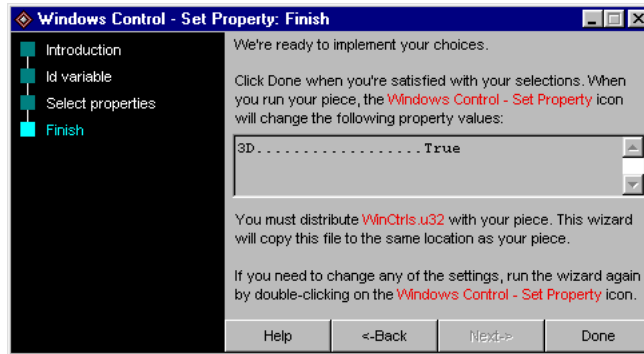 Windows Control - Set Property: Finish
Introduction
Id variable
Select properties
Finish
We're ready to implement your choices.
Click Done when you're satisfied with your selections. When
you run your piece, the Windows Control - Set Property icon
will change the following property values:
3D..................True
You must distribute WinCtrls.u32 with your piece. This wizard
will copy this file to the same location as your piece.
If you need to change any of the settings, run the wizard again
by double-clicking on the Windows Control - Set Property icon.
Help
<-Back
Next->
Done